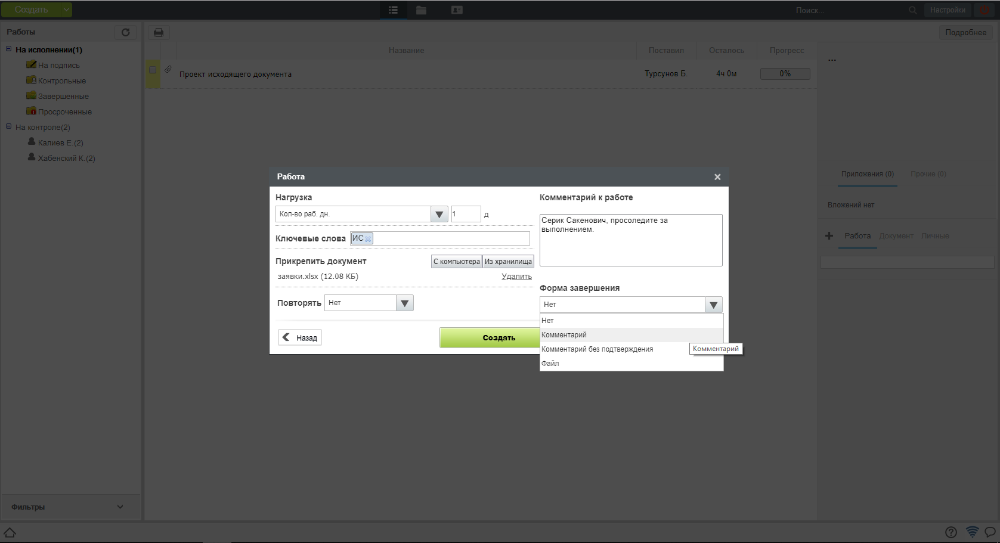 Создать
Поиск...
Настройки
Работы
Подробнее
На исполнении(1)
На подпись
Контрольные
Завершенные
Просроченные
На контроле(2)
Калиев Е.(2)
Хабенский К.(2)
Фильтры
Название
Поставил
Осталось
Прогресс
Проект исходящего документа
Турсунов Б.
4ч 0м
0%
...
Приложения (0)
Прочие (0)
Вложений нет
Работа
Документ
Личные
Работа
Нагрузка
Кол-во раб. дн.
1
д
Ключевые слова
ИС
Прикрепить документ
С компьютера
Из хранилища
заявки.xlsx (12.08 КБ)
Удалить
Повторять
Нет
Назад
Создать
Комментарий к работе
Серик Сакенович, просоледите за
выполнением.
Форма завершения
Нет
Нет
Комментарий
Комментарий без подтверждения
Файл
Комментарий